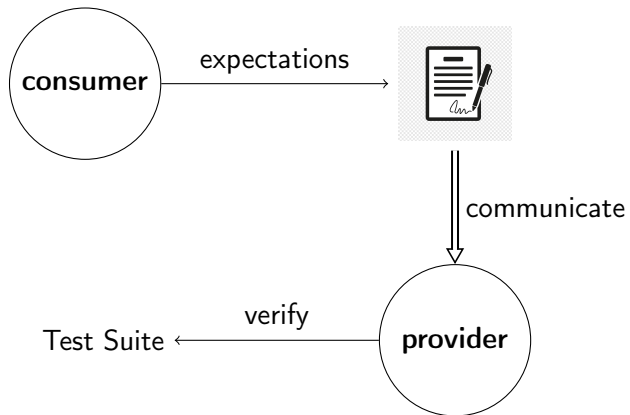 consumer
expectations
communicate
provider
verify
Test Suite